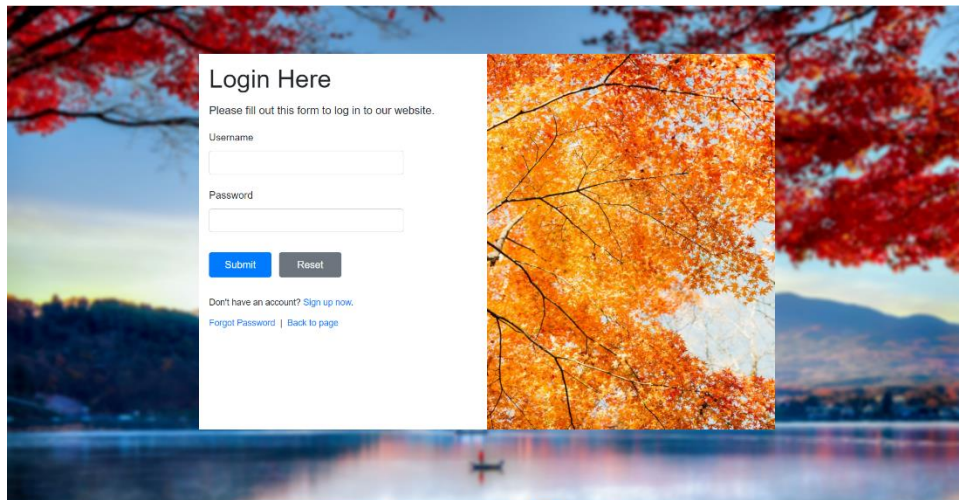 Login Here
Please fill out this form to log in to our website.
Username
Password
Submit Reset
Don't have an account? Sign up now.
Forgot Password | Back to page